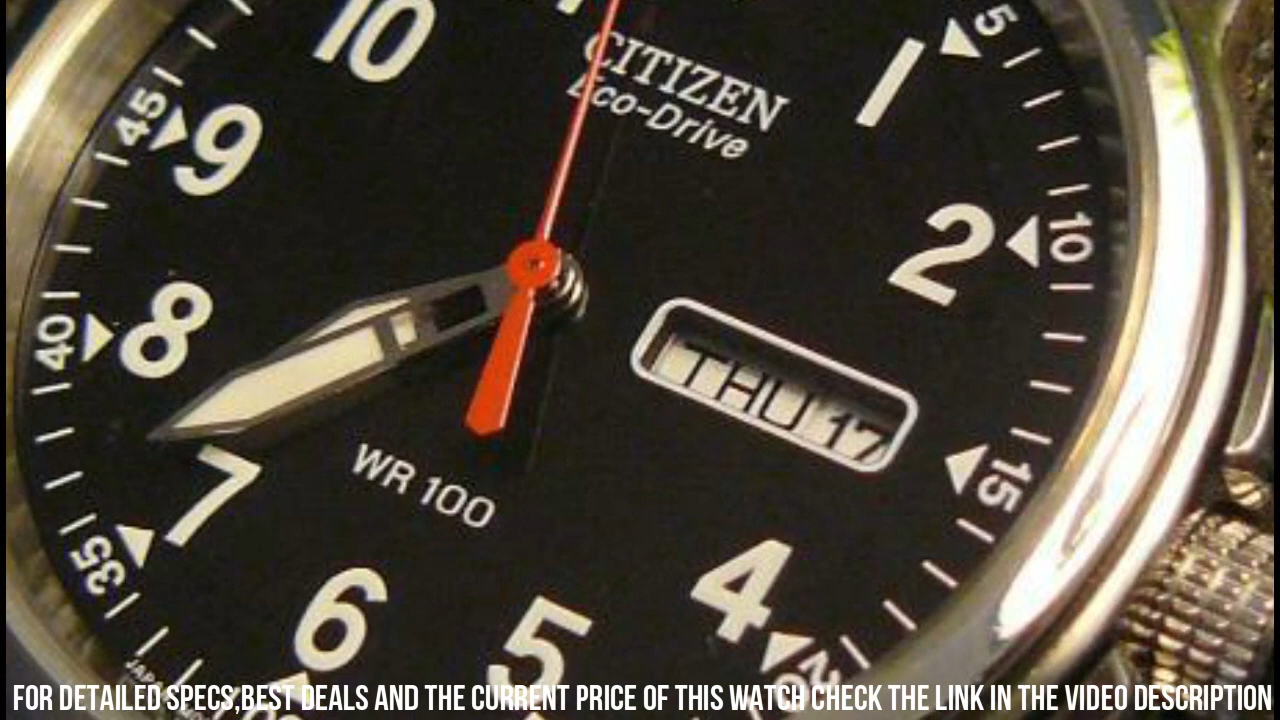 10
5
CITIZEN
1
Eco-Drive
45
9
2
10
8
40
THU 17
15
7
WR 100
35
4
6
5
20
JAPAN
FOR DETAILED SPECS,BEST DEALS AND THE CURRENT PRICE OF THIS WATCH CHECK THE LINK IN THE VIDEO DESCRIPTION